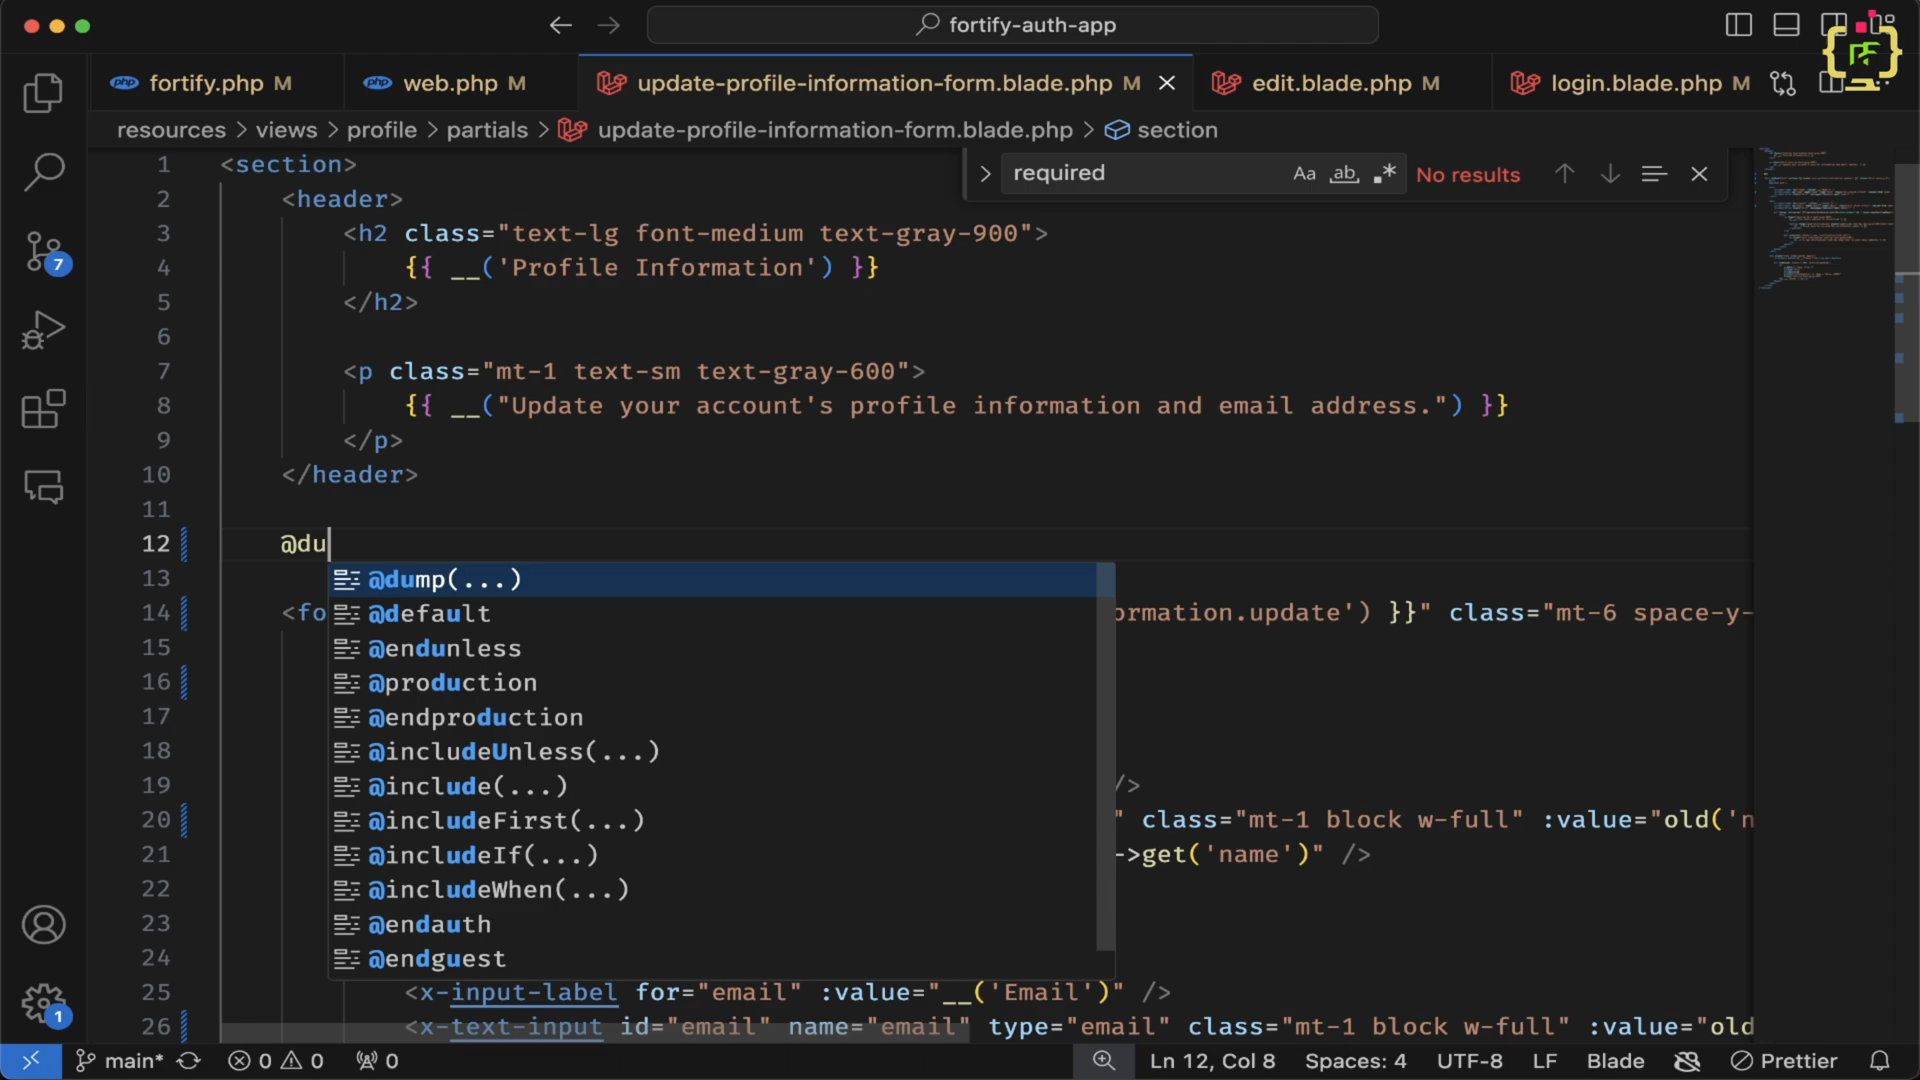 fortify-auth-app
fortify.php M
web.php M
update-profile-information-form.blade.php M
edit.blade.php M
login.blade.php M
resources > views > profile > partials > update-profile-information-form.blade.php > section
required
Aa
ab
.*
No results
1 <section>
2 <header>
3 <h2 class="text-lg font-medium text-gray-900">
4 {{ __('Profile Information') }}
5 </h2>
6
7 <p class="mt-1 text-sm text-gray-600">
8 {{ __("Update your account's profile information and email address.") }}
9 </p>
10 </header>
11
12 @du
13 @dump(...)
14 <fo @default ormation.update') }}" class="mt-6 space-y-
15 @endunless
16 @production
17 @endproduction
18 @includeUnless(...)
19 @include(...) />
20 @includeFirst(...) " class="mt-1 block w-full" :value="old('n
21 @includeIf(...) ->get('name')" />
22 @includeWhen(...)
23 @endauth
24 @endguest
25 <x-input-label for="email" :value="__('Email')" />
26 <x-text-input id="email" name="email" type="email" class="mt-1 block w-full" :value="old
7
1
main* 0 0 0 Ln 12, Col 8 Spaces: 4 UTF-8 LF Blade Prettier